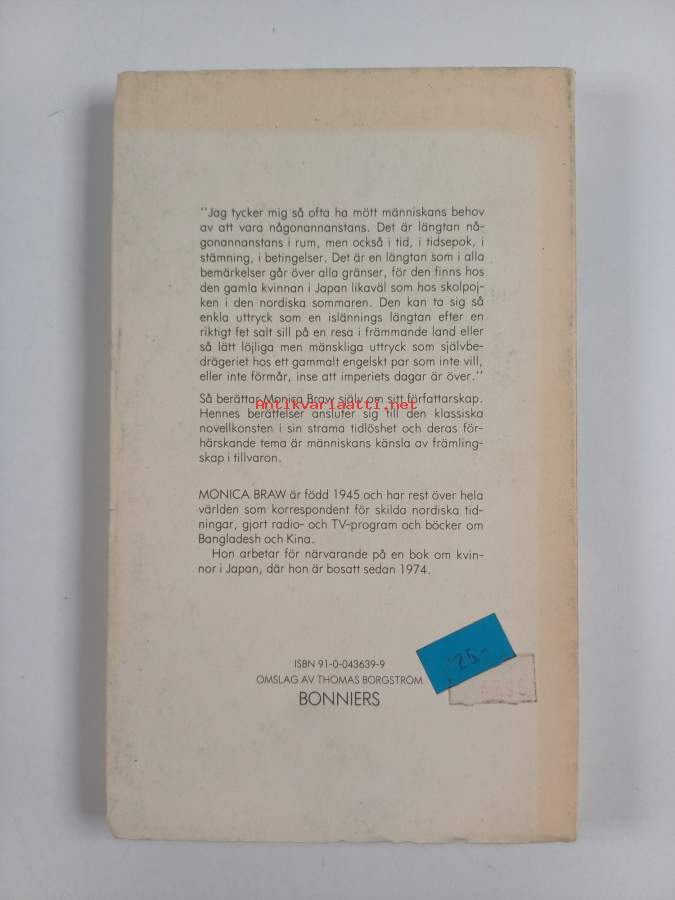 "Jag tycker mig så ofta ha mött människans behov
av att vara någonannanstans. Det är längtan nå-
gonannanstans i rum, men också i tid, i tidsepok, i
stämning, i betingelser. Det är en längtan som i alla
bemärkelser går över alla gränser, för den finns hos
den gamla kvinnan i Japan likaväl som hos skolpoj-
ken i den nordiska sommaren. Den kan ta sig så
enkla uttryck som en islännings längtan efter en
riktigt fet salt sill på en resa i främmande land eller
så lätt löjliga men mänskliga uttryck som självbe-
drägeriet hos ett gammalt engelskt par som inte vill,
eller inte förmår, inse att imperiets dagar är över."
Så berättar Monica Braw själv om sitt författarskap.
Antikvariaatti.net
Hennes berättelser ansluter sig till den klassiska
novellkonsten i sin strama tidlöshet och deras för-
härskande tema är människans känsla av främling-
skap i tillvaron.
MONICA BRAW är född 1945 och har rest över hela
världen som korrespondent för skilda nordiska tid-
ningar, gjort radio- och TV-program och böcker om
Bangladesh och Kina.
Hon arbetar för närvarande på en bok om kvin-
nor i Japan, där hon är bosatt sedan 1974.
25-
ISBN 91-0-043639-9
OMSLAG AV THOMAS BORGSTRÖM
BONNIERS